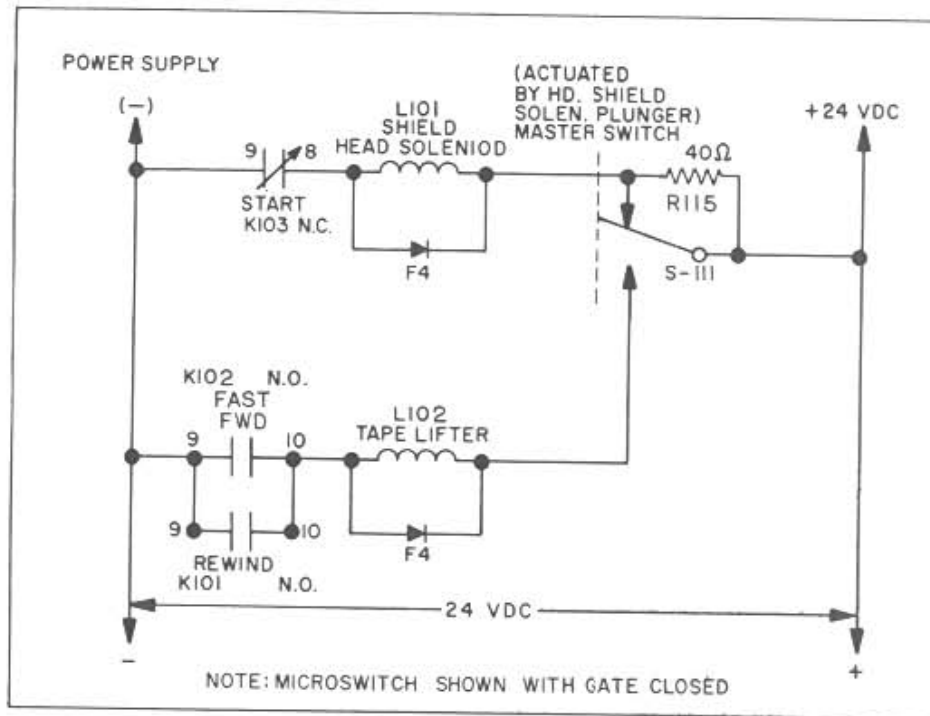 POWER SUPPLY
(-)
9
8
START
K103 N.C.
L101
SHIELD
HEAD SOLENIOD
F4
(ACTUATED
BY HD. SHIELD
SOLEN. PLUNGER)
MASTER SWITCH
40Ω
R115
S-111
+24 VDC
K102 N.O.
FAST
FWD
9
10
9
10
REWIND
K101 N.O.
L102
TAPE LIFTER
F4
24 VDC
-
+
NOTE: MICROSWITCH SHOWN WITH GATE CLOSED